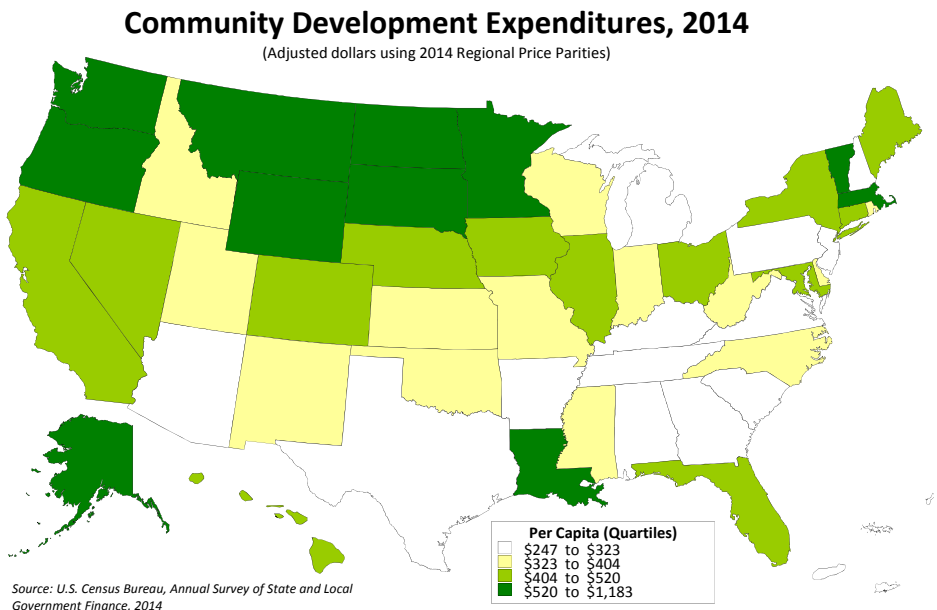 Community Development Expenditures, 2014
(Adjusted dollars using 2014 Regional Price Parities)
Per Capita (Quartiles)
$247 to $323
$323 to $404
$404 to $520
$520 to $1,183
Source: U.S. Census Bureau, Annual Survey of State and Local
Government Finance, 2014